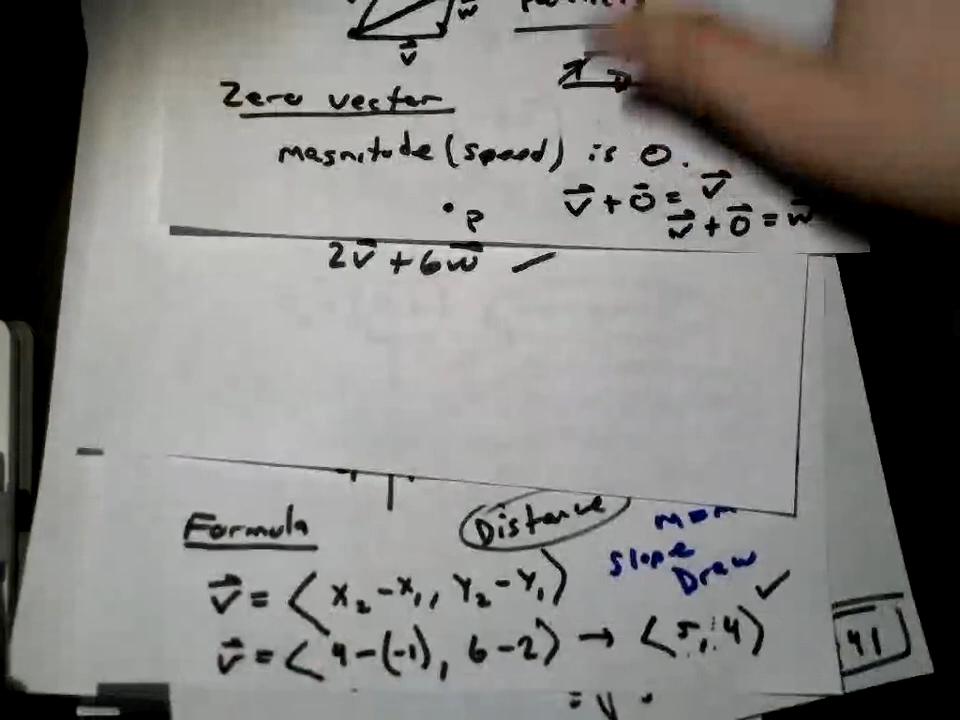 w⃗
v⃗
Zero vector
magnitude (speed) is 0.
v⃗ + 0⃗ = v⃗
w⃗ + 0⃗ = w⃗
P
2v⃗ + 6w⃗
Formula
Distance
slope
Draw ✓
v⃗ = ⟨x₂ - x₁, y₂ - y₁⟩
v⃗ = ⟨4 - (-1), 6 - 2⟩ → ⟨5, 4⟩
41